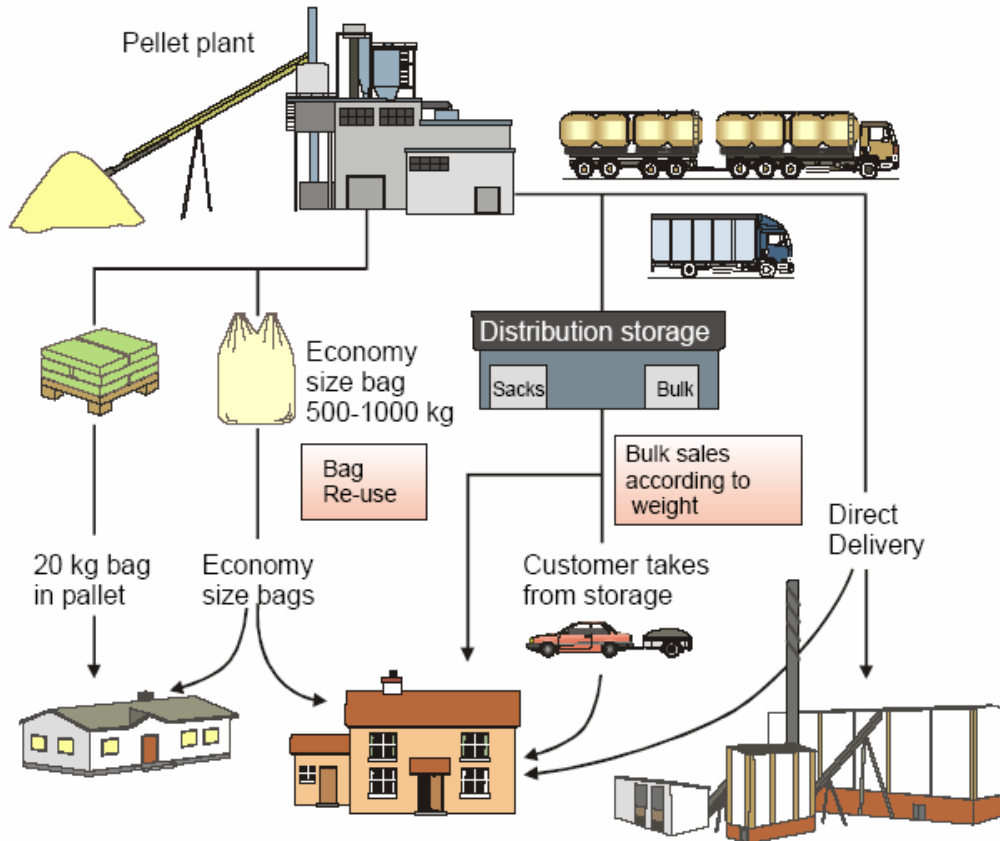 Pellet plant
Distribution storage
Sacks
Bulk
Economy
size bag
500-1000 kg
Bag
Re-use
Bulk sales
according to
weight
Direct
Delivery
20 kg bag
in pallet
Economy
size bags
Customer takes
from storage